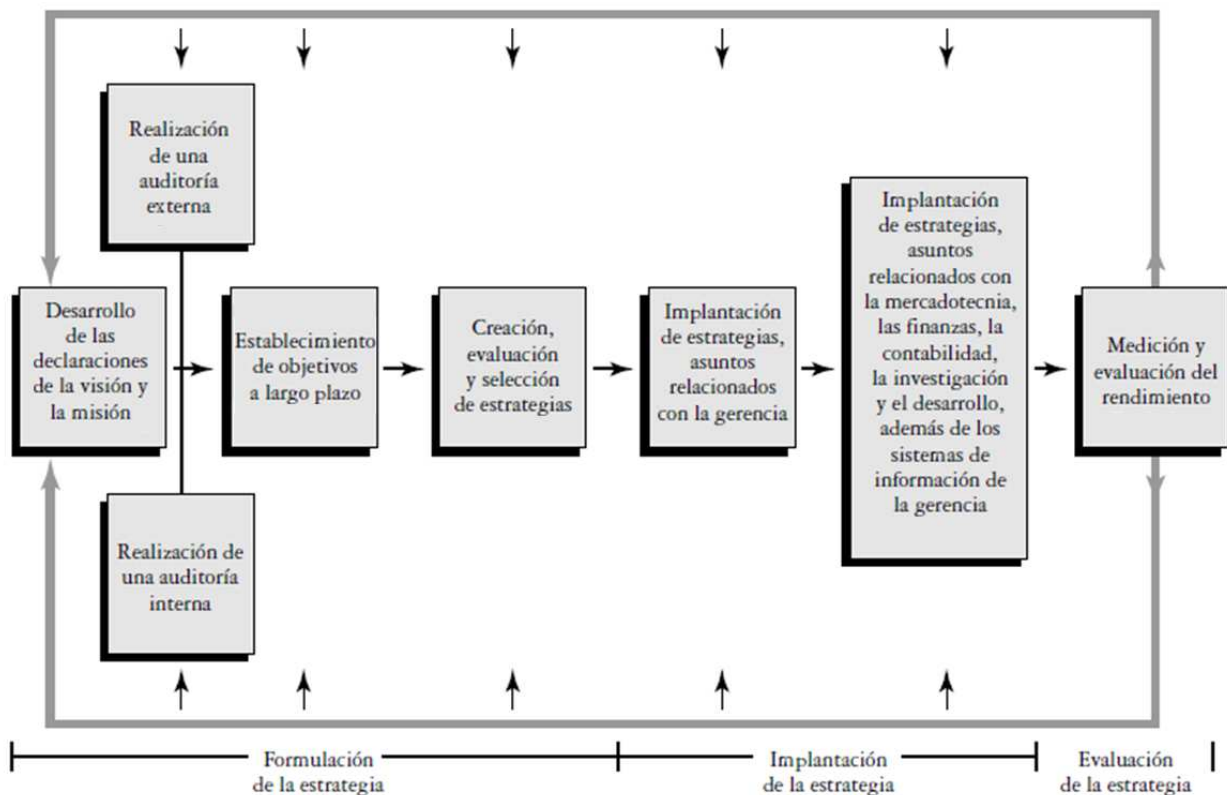 Realización
de una
auditoría
externa
Desarrollo
de las
declaraciones
de la visión y
la misión
Realización de
una auditoría
interna
Establecimiento
de objetivos
a largo plazo
Creación,
evaluación
y selección
de estrategias
Implantación
de estrategias,
asuntos
relacionados
con la gerencia
Implantación
de estrategias,
asuntos
relacionados con
la mercadotecnia,
las finanzas, la
contabilidad,
la investigación
y el desarrollo,
además de los
sistemas de
información de
la gerencia
Medición y
evaluación del
rendimiento
Formulación
de la estrategia
Implantación
de la estrategia
Evaluación
de la estrategia